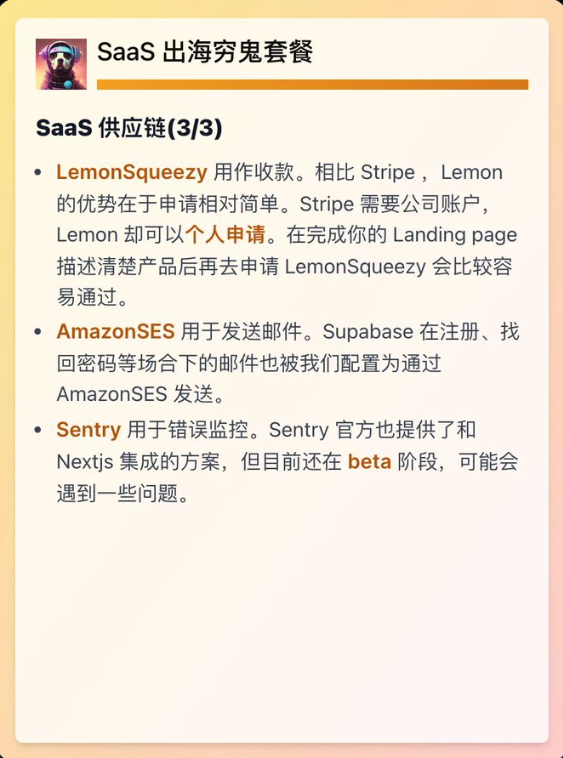 SaaS 出海穷鬼套餐
SaaS 供应链(3/3)
• LemonSqueezy 用作收款。相比 Stripe ，Lemon
的优势在于申请相对简单。Stripe 需要公司账户，
Lemon 却可以个人申请。在完成你的 Landing page
描述清楚产品后再去申请 LemonSqueezy 会比较容
易通过。
• AmazonSES 用于发送邮件。Supabase 在注册、找
回密码等场合下的邮件也被我们配置为通过
AmazonSES 发送。
• Sentry 用于错误监控。Sentry 官方也提供了和
Nextjs 集成的方案，但目前还在 beta 阶段，可能会
遇到一些问题。